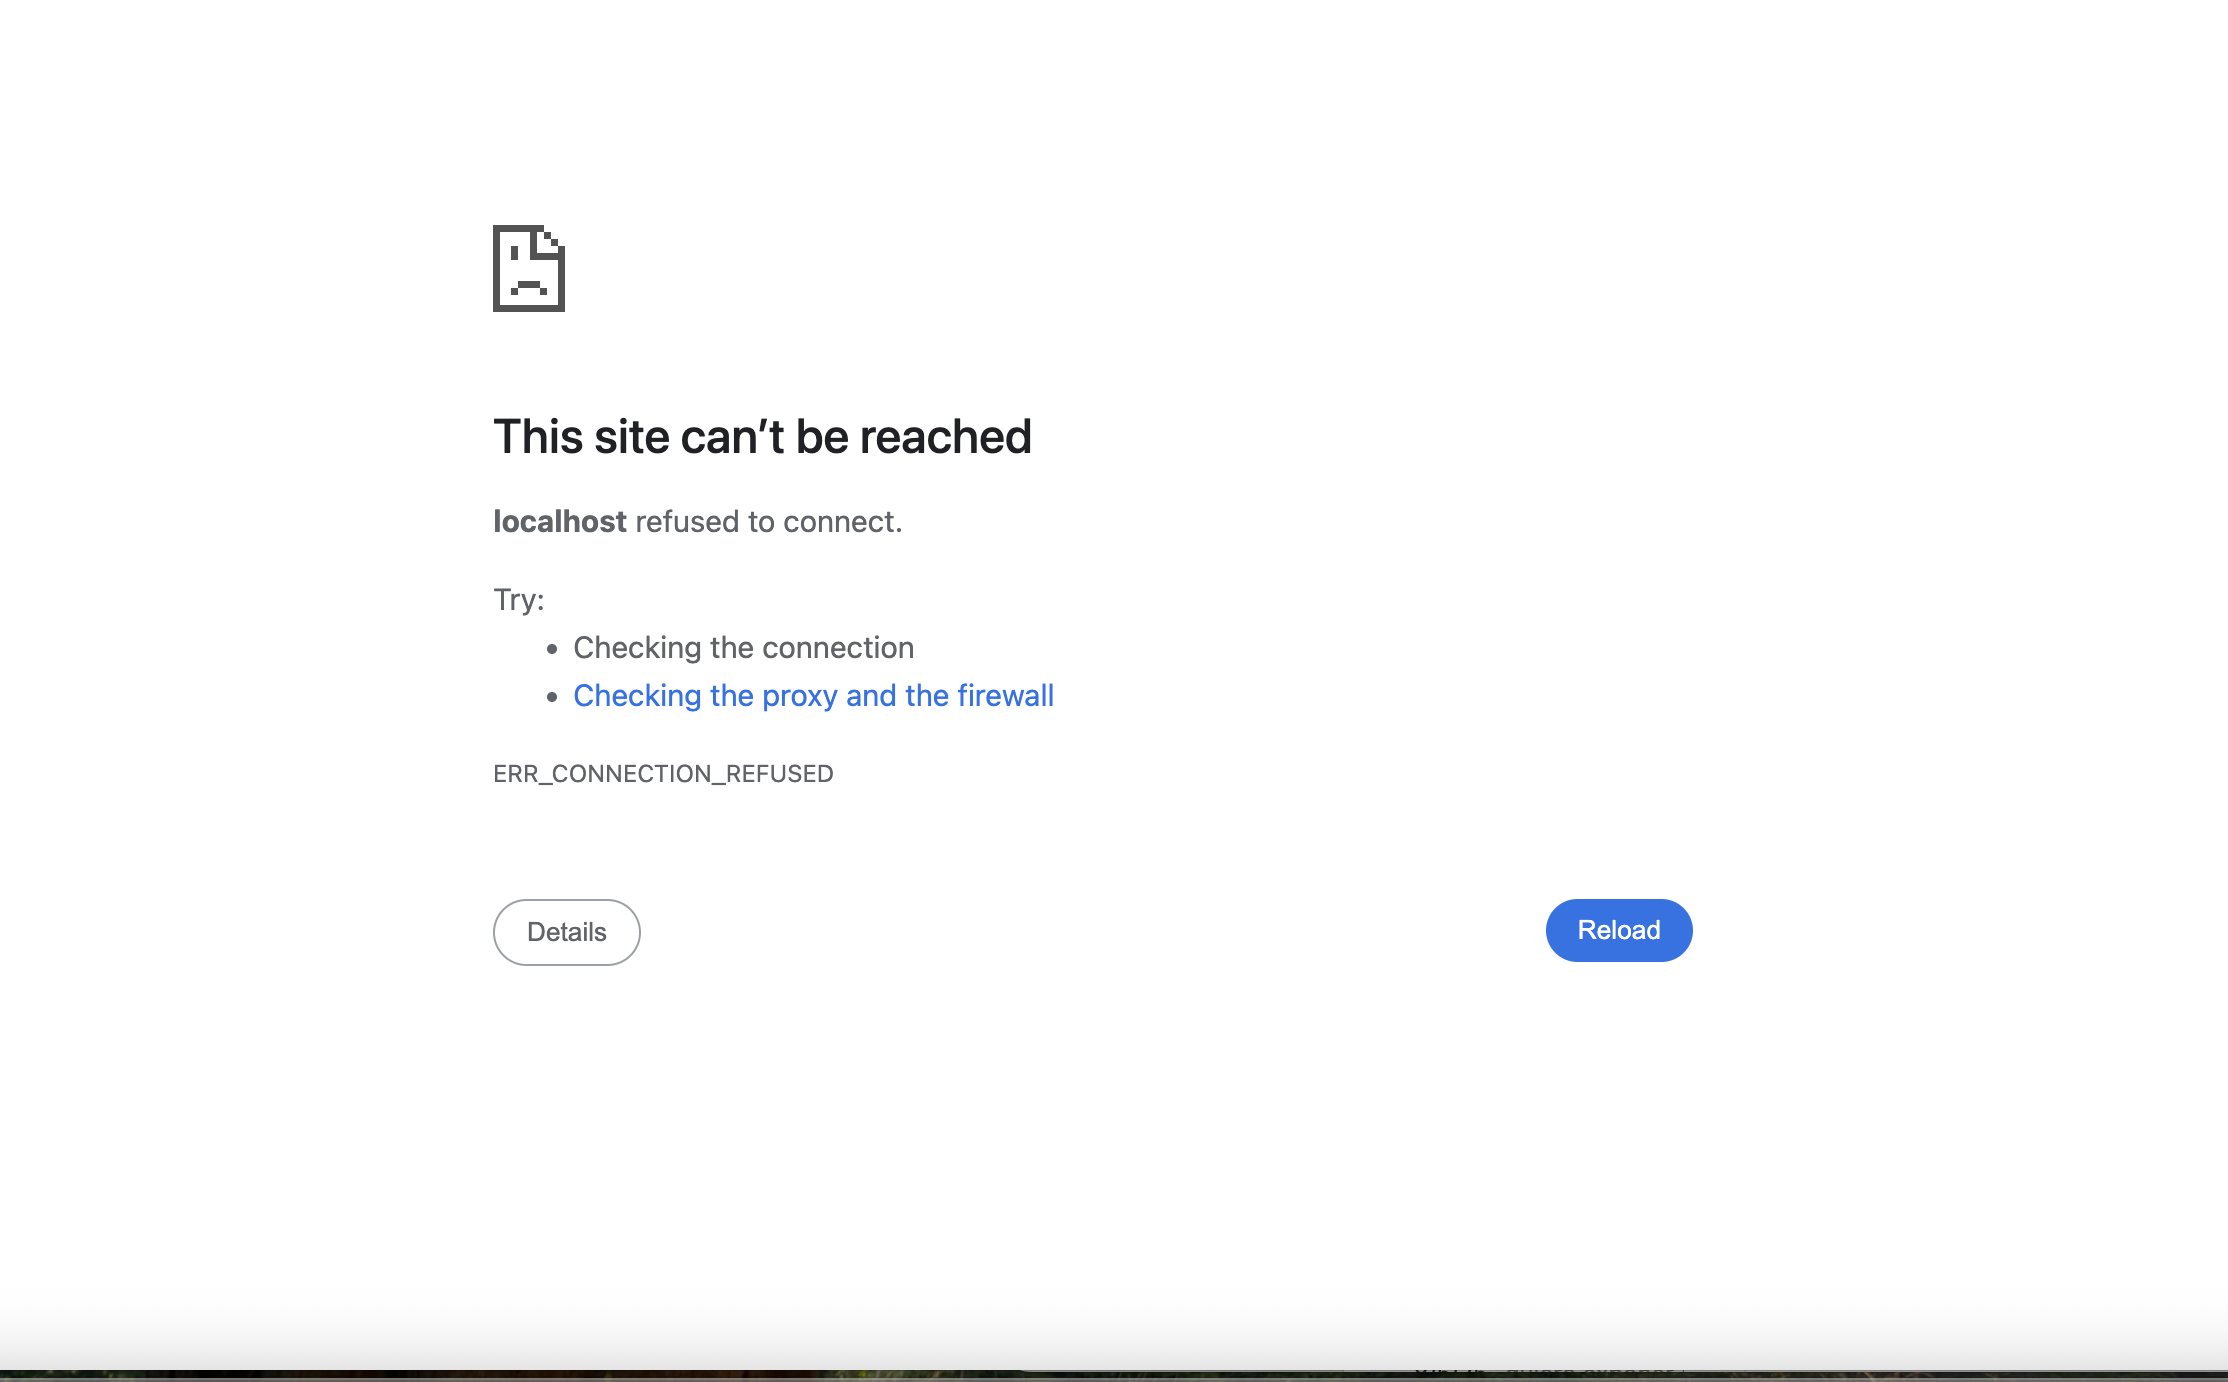 This site can’t be reached
localhost refused to connect.
Try:
Checking the connection
Checking the proxy and the firewall
ERR_CONNECTION_REFUSED
Details
Reload